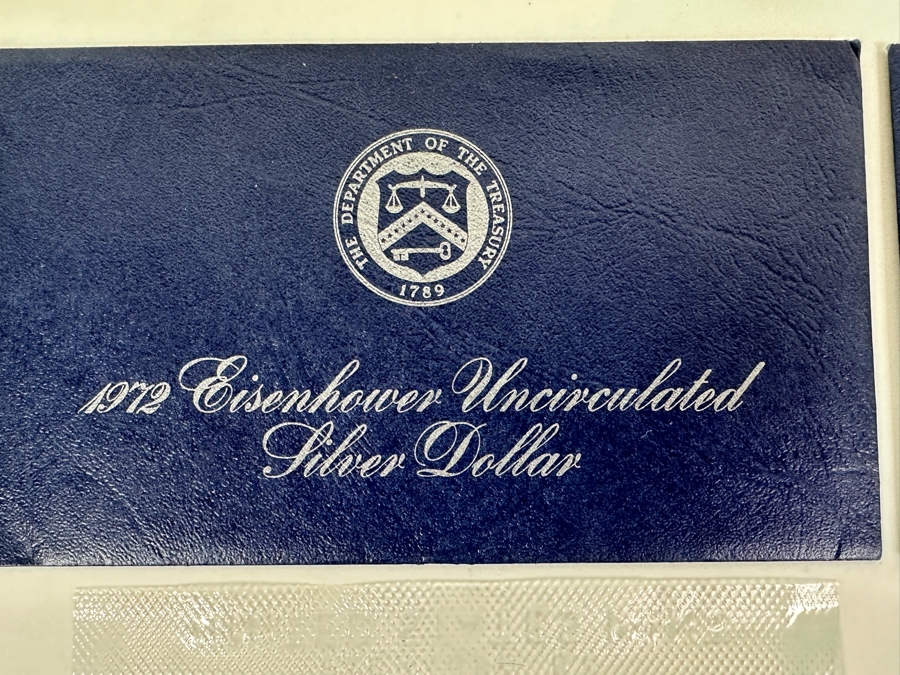 THE DEPARTMENT OF THE TREASURY
1789
1972 Eisenhower Uncirculated
Silver Dollar